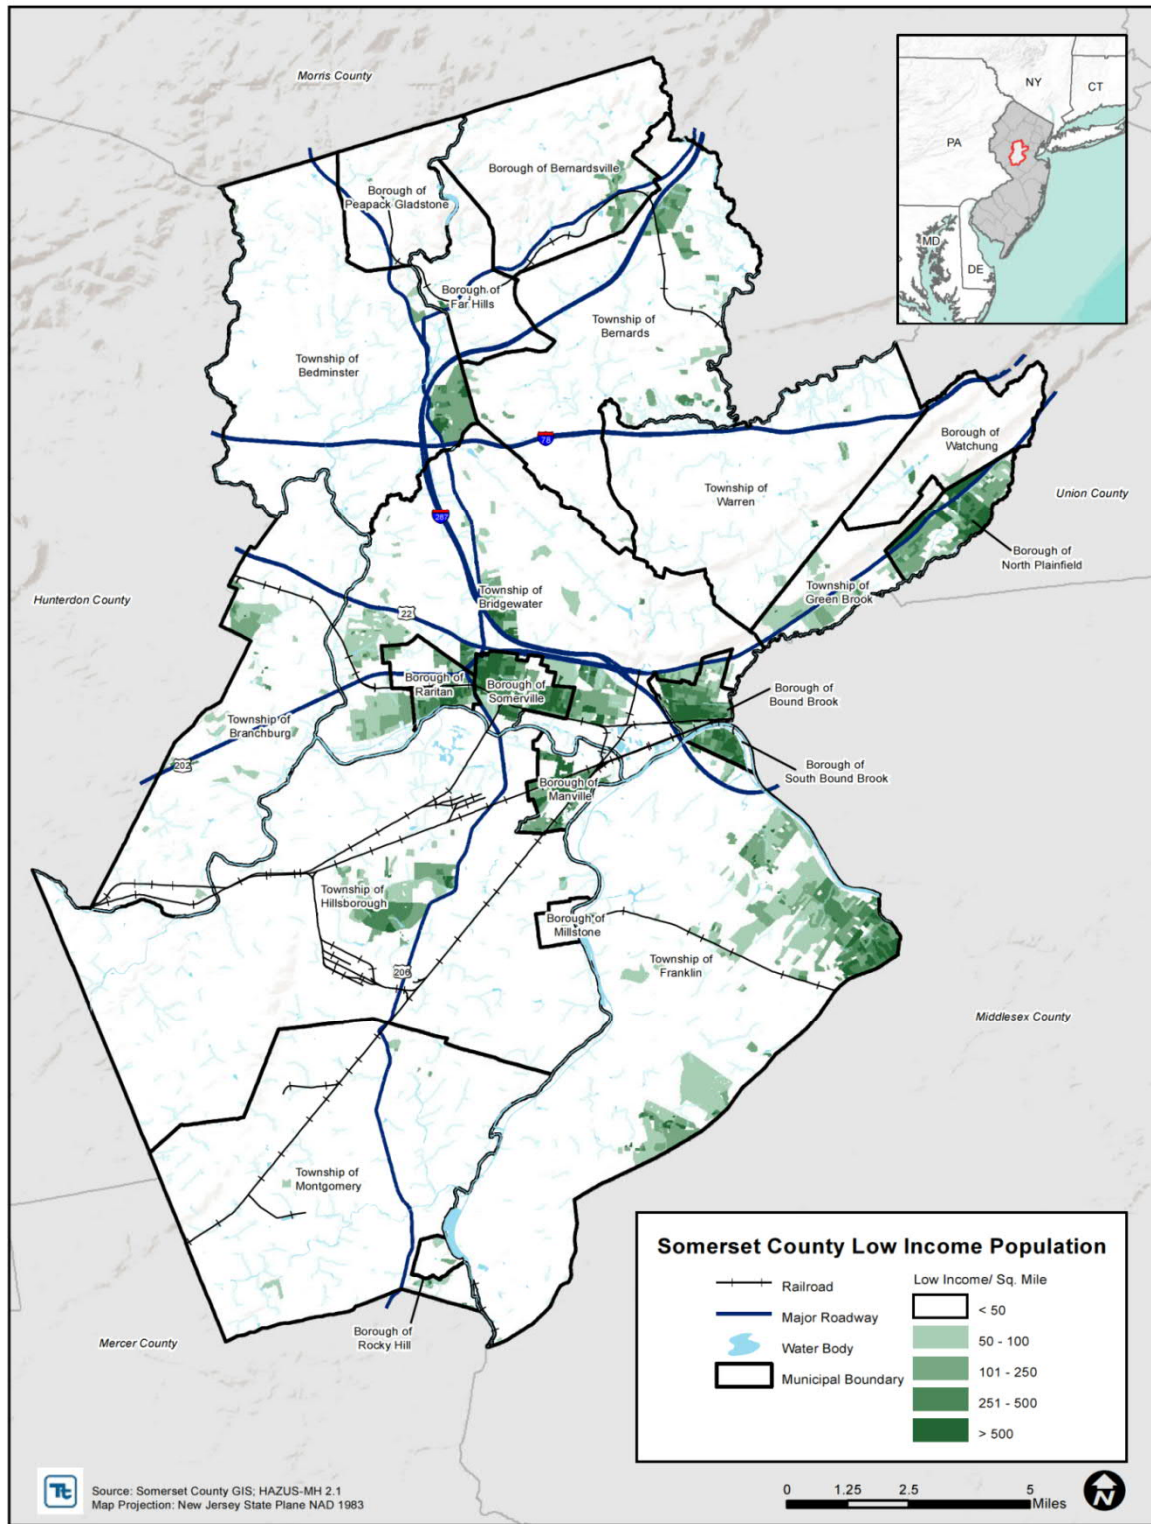 Morris County
NY
CT
PA
MD
DE
Borough of Bernardsville
Borough of
Peapack Gladstone
Borough of
Far Hills
Township of
Bernards
Township of
Bedminster
78
Borough of
Watchung
Township of
Warren
Union County
287
Borough of
North Plainfield
Township of
Green Brook
Hunterdon County
Township of
Bridgewater
22
Borough of
Raritan
Borough of
Somerville
Borough of
Bound Brook
Township of
Branchburg
202
Borough of
South Bound Brook
Borough of
Manville
Township of
Hillsborough
Borough of
Millstone
Township of
Franklin
206
Middlesex County
Township of
Montgomery
Mercer County
Borough of
Rocky Hill
Somerset County Low Income Population
Railroad
Major Roadway
Water Body
Municipal Boundary
Low Income/ Sq. Mile
< 50
50 - 100
101 - 250
251 - 500
> 500
Tt
Source: Somerset County GIS; HAZUS-MH 2.1
Map Projection: New Jersey State Plane NAD 1983
0 1.25 2.5 5
Miles
N